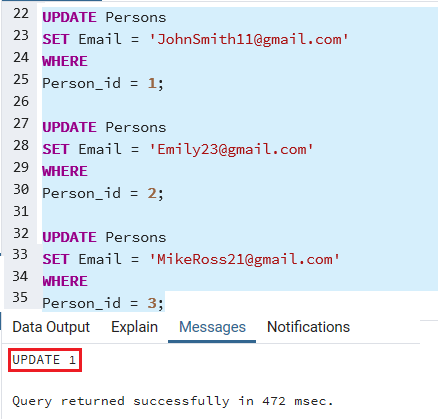 22 UPDATE Persons
23 SET Email = 'JohnSmith11@gmail.com'
24 WHERE
25 Person_id = 1;
26
27 UPDATE Persons
28 SET Email = 'Emily23@gmail.com'
29 WHERE
30 Person_id = 2;
31
32 UPDATE Persons
33 SET Email = 'MikeRoss21@gmail.com'
34 WHERE
35 Person_id = 3;
Data Output Explain Messages Notifications
UPDATE 1
Query returned successfully in 472 msec.